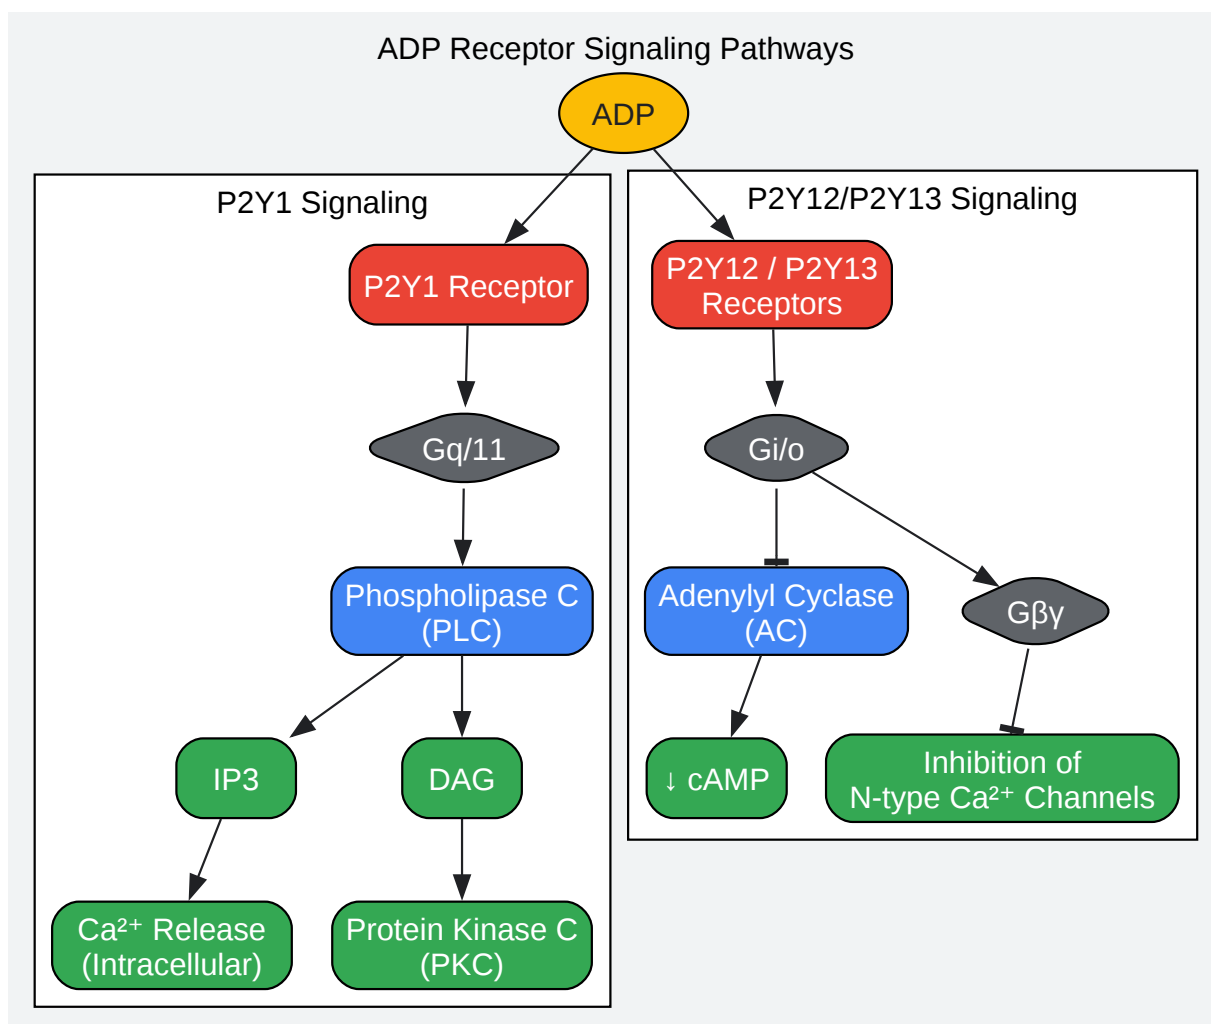 ADP Receptor Signaling Pathways
ADP
P2Y1 Signaling
P2Y1 Receptor
Gq/11
Phospholipase C
(PLC)
IP3
DAG
Ca²⁺ Release
(Intracellular)
Protein Kinase C
(PKC)
P2Y12/P2Y13 Signaling
P2Y12 / P2Y13
Receptors
Gi/o
Adenylyl Cyclase
(AC)
Gβγ
↓ cAMP
Inhibition of
N-type Ca²⁺ Channels